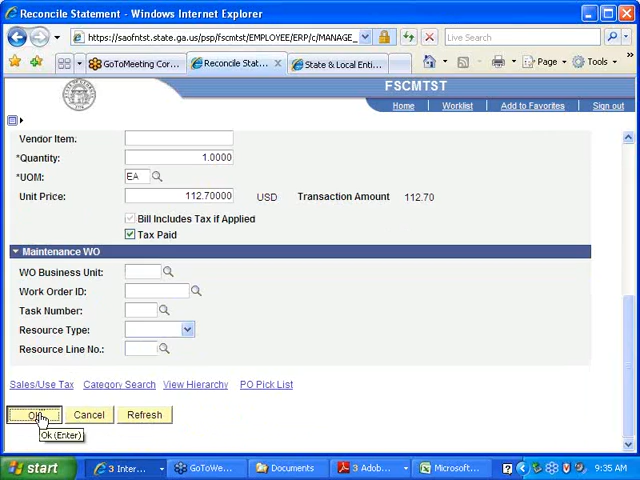 Reconcile Statement - Windows Internet Explorer
https://saofntst.state.ga.us/psp/fscmtst/EMPLOYEE/ERP/c/MANAGE_
Live Search
GoToMeeting Cor...
Reconcile Stat...
State & Local Enti...
Page
Tools
FSCMTST
Home
Worklist
Add to Favorites
Sign out
Vendor Item:
*Quantity: 1.0000
*UOM: EA
Unit Price: 112.70000 USD Transaction Amount 112.70
Bill Includes Tax if Applied
Tax Paid
Maintenance WO
WO Business Unit:
Work Order ID:
Task Number:
Resource Type:
Resource Line No.:
Sales/Use Tax Category Search View Hierarchy PO Pick List
Cancel Refresh
Ok (Enter)
start 3 Inter... GoToWe... Documents 3 Adob... Microsoft... 9:35 AM